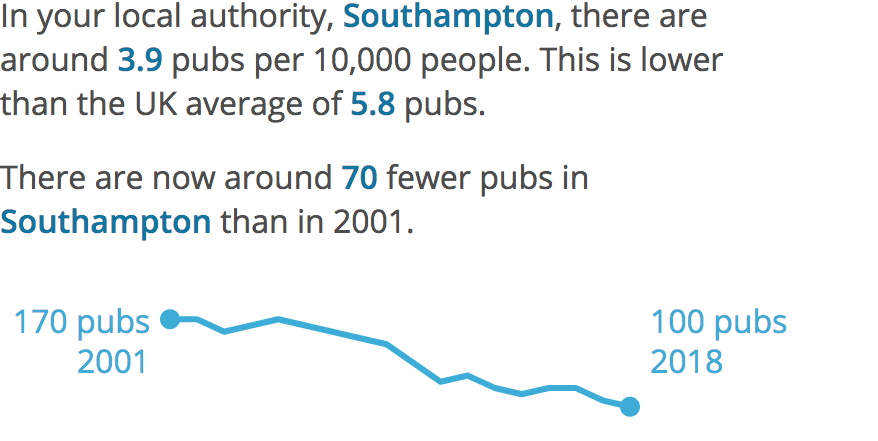 In your local authority, Southampton, there are
around 3.9 pubs per 10,000 people. This is lower
than the UK average of 5.8 pubs.
There are now around 70 fewer pubs in
Southampton than in 2001.
170 pubs
2001
100 pubs
2018